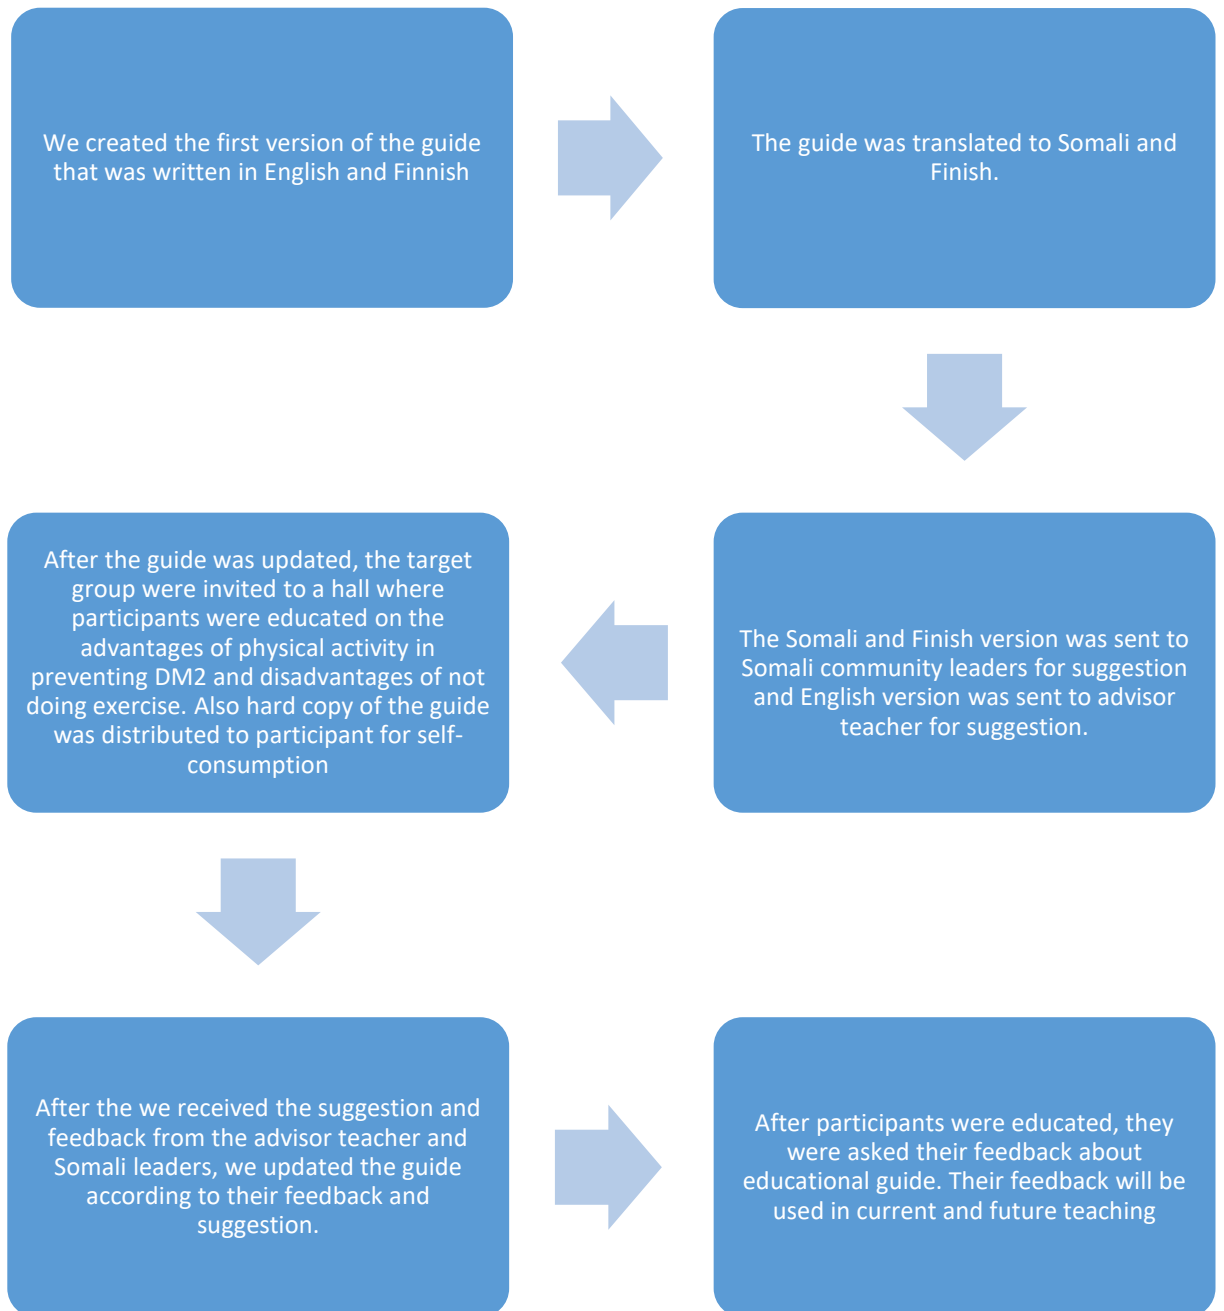 We created the first version of the guide
that was written in English and Finnish
The guide was translated to Somali and
Finish.
The Somali and Finish version was sent to
Somali community leaders for suggestion
and English version was sent to advisor
teacher for suggestion.
After the guide was updated, the target
group were invited to a hall where
participants were educated on the
advantages of physical activity in
preventing DM2 and disadvantages of not
doing exercise. Also hard copy of the guide
was distributed to participant for self-
consumption
After the we received the suggestion and
feedback from the advisor teacher and
Somali leaders, we updated the guide
according to their feedback and
suggestion.
After participants were educated, they
were asked their feedback about
educational guide. Their feedback will be
used in current and future teaching